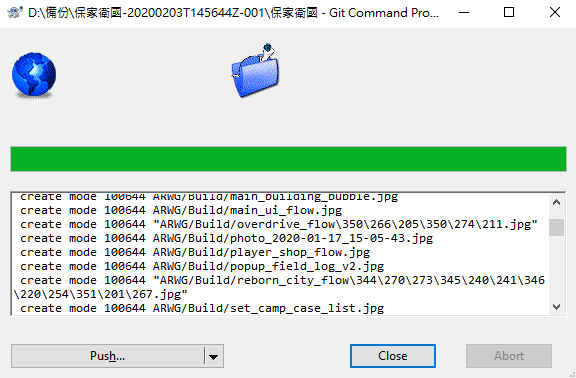 D:\備份\保家衛國-20200203T145644Z-001\保家衛國 - Git Command Pro...
create mode 100644 ARWG/Build/main_building_bubble.jpg
create mode 100644 ARWG/Build/main_ui_flow.jpg
create mode 100644 "ARWG/Build/overdrive_flow\350\266\205\350\274\211.jpg"
create mode 100644 ARWG/Build/photo_2020-01-17_15-05-43.jpg
create mode 100644 ARWG/Build/player_shop_flow.jpg
create mode 100644 ARWG/Build/popup_field_log_v2.jpg
create mode 100644 "ARWG/Build/reborn_city_flow\344\270\273\345\240\241\346
\220\254\351\201\267.jpg"
create mode 100644 ARWG/Build/set_camp_case_list.jpg
Push...
Close
Abort